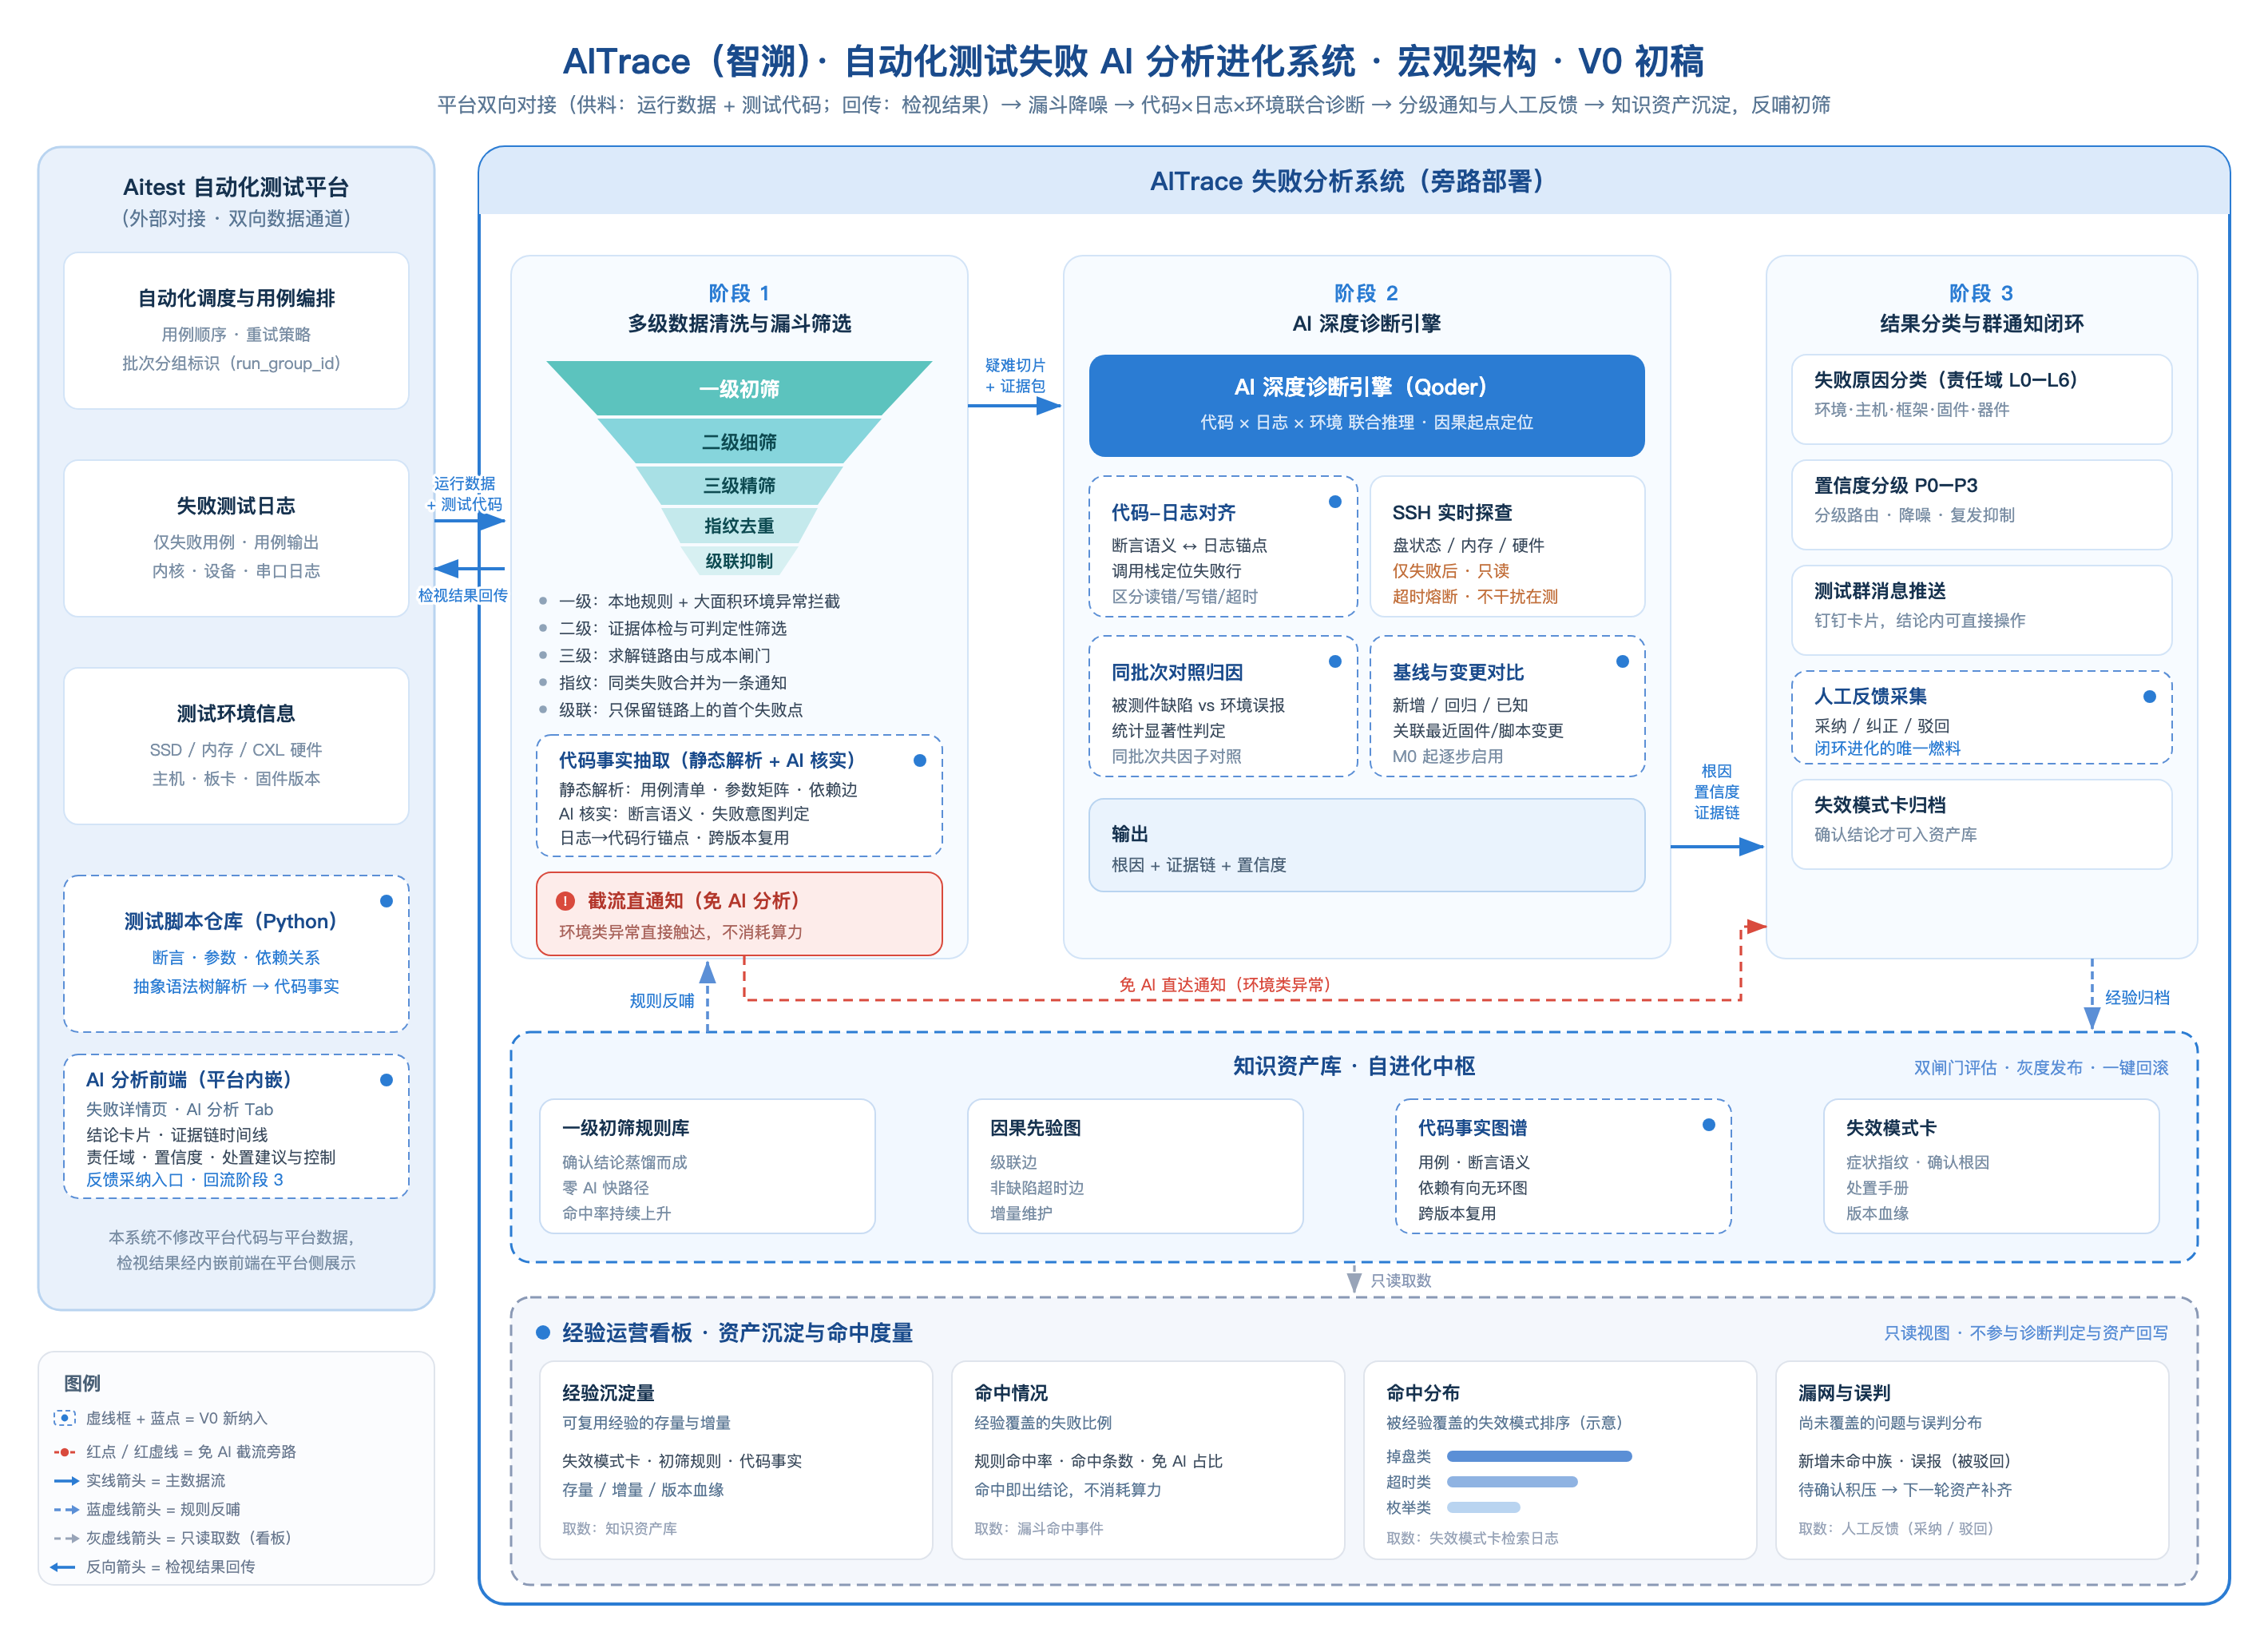 AITrace（智溯）· 自动化测试失败 AI 分析进化系统 · 宏观架构 · V0 初稿
平台双向对接（供料：运行数据 + 测试代码；回传：检视结果）→ 漏斗降噪 → 代码×日志×环境联合诊断 → 分级通知与人工反馈 → 知识资产沉淀，反哺初筛
Aitest 自动化测试平台
（外部对接 · 双向数据通道）
自动化调度与用例编排
用例顺序 · 重试策略
批次分组标识（run_group_id）
失败测试日志
仅失败用例 · 用例输出
内核 · 设备 · 串口日志
测试环境信息
SSD / 内存 / CXL 硬件
主机 · 板卡 · 固件版本
测试脚本仓库（Python）
断言 · 参数 · 依赖关系
抽象语法树解析 → 代码事实
AI 分析前端（平台内嵌）
失败详情页 · AI 分析 Tab
结论卡片 · 证据链时间线
责任域 · 置信度 · 处置建议与控制
反馈采纳入口 · 回流阶段 3
本系统不修改平台代码与平台数据，
检视结果经内嵌前端在平台侧展示
运行数据
+ 测试代码
检视结果回传
AITrace 失败分析系统（旁路部署）
阶段 1
多级数据清洗与漏斗筛选
一级初筛
二级细筛
三级精筛
指纹去重
级联抑制
一级：本地规则 + 大面积环境异常拦截
二级：证据体检与可判定性筛选
三级：求解链路由与成本闸门
指纹：同类失败合并为一条通知
级联：只保留链路上的首个失败点
代码事实抽取（静态解析 + AI 核实）
静态解析：用例清单 · 参数矩阵 · 依赖边
AI 核实：断言语义 · 失败意图判定
日志→代码行锚点 · 跨版本复用
! 截流直通知（免 AI 分析）
环境类异常直接触达，不消耗算力
疑难切片
+ 证据包
阶段 2
AI 深度诊断引擎
AI 深度诊断引擎（Qoder）
代码 × 日志 × 环境 联合推理 · 因果起点定位
代码–日志对齐
断言语义 ↔ 日志锚点
调用栈定位失败行
区分读错/写错/超时
SSH 实时探查
盘状态 / 内存 / 硬件
仅失败后 · 只读
超时熔断 · 不干扰在测
同批次对照归因
被测件缺陷 vs 环境误报
统计显著性判定
同批次共因子对照
基线与变更对比
新增 / 回归 / 已知
关联最近固件/脚本变更
M0 起逐步启用
输出
根因 + 证据链 + 置信度
根因
置信度
证据链
阶段 3
结果分类与群通知闭环
失败原因分类（责任域 L0—L6）
环境·主机·框架·固件·器件
置信度分级 P0—P3
分级路由 · 降噪 · 复发抑制
测试群消息推送
钉钉卡片，结论内可直接操作
人工反馈采集
采纳 / 纠正 / 驳回
闭环进化的唯一燃料
失效模式卡归档
确认结论才可入资产库
规则反哺
免 AI 直达通知（环境类异常）
经验归档
知识资产库 · 自进化中枢
双闸门评估 · 灰度发布 · 一键回滚
一级初筛规则库
确认结论蒸馏而成
零 AI 快路径
命中率持续上升
因果先验图
级联边
非缺陷超时边
增量维护
代码事实图谱
用例 · 断言语义
依赖有向无环图
跨版本复用
失效模式卡
症状指纹 · 确认根因
处置手册
版本血缘
只读取数
经验运营看板 · 资产沉淀与命中度量
只读视图 · 不参与诊断判定与资产回写
经验沉淀量
可复用经验的存量与增量
失效模式卡 · 初筛规则 · 代码事实
存量 / 增量 / 版本血缘
取数：知识资产库
命中情况
经验覆盖的失败比例
规则命中率 · 命中条数 · 免 AI 占比
命中即出结论，不消耗算力
取数：漏斗命中事件
命中分布
被经验覆盖的失效模式排序（示意）
掉盘类
超时类
枚举类
取数：失效模式卡检索日志
漏网与误判
尚未覆盖的问题与误判分布
新增未命中族 · 误报（被驳回）
待确认积压 → 下一轮资产补齐
取数：人工反馈（采纳 / 驳回）
图例
虚线框 + 蓝点 = V0 新纳入
红点 / 红虚线 = 免 AI 截流旁路
实线箭头 = 主数据流
蓝虚线箭头 = 规则反哺
灰虚线箭头 = 只读取数（看板）
反向箭头 = 检视结果回传